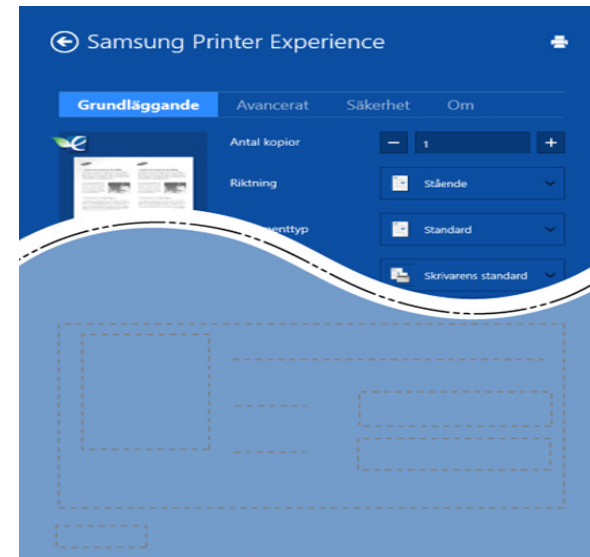 Samsung Printer Experience
Grundläggande Avancerat Säkerhet Om
Antal kopior 1
Riktning Stående
Standard
Skrivarens standard